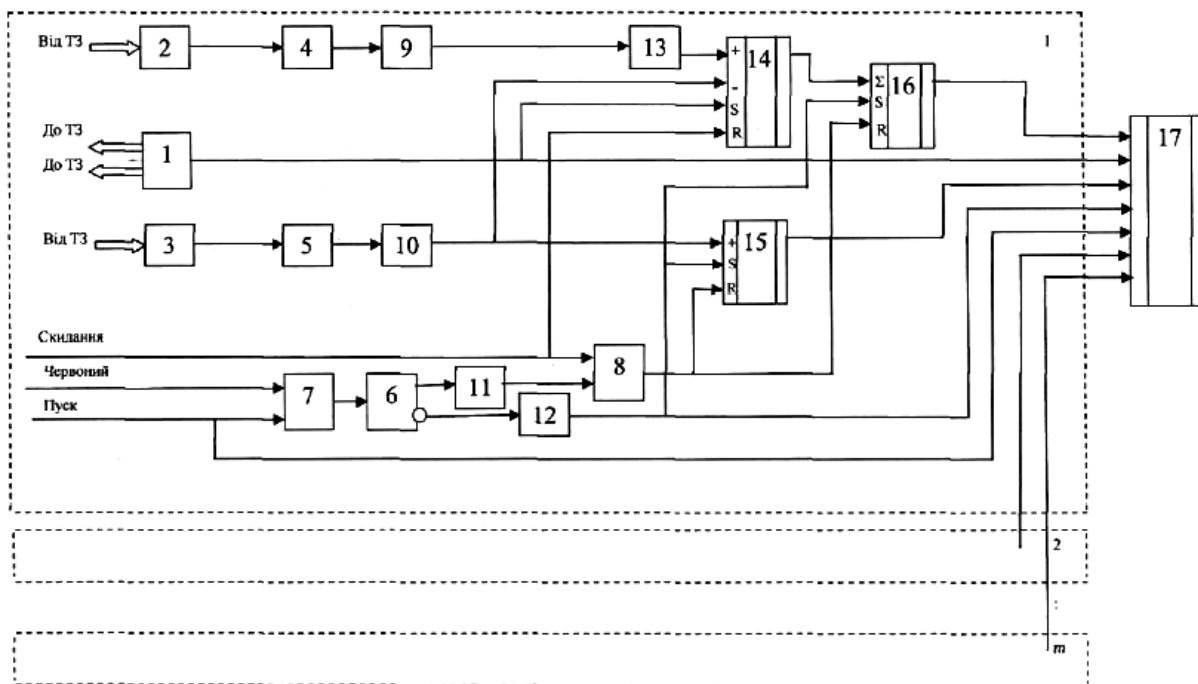 Від ТЗ
2
4
9
13
+
-
S
R
14
Σ
S
R
16
1
До ТЗ
До ТЗ
1
17
Від ТЗ
3
5
10
+
S
R
15
Скидання
Червоний
Пуск
7
6
11
12
8
2
:
m